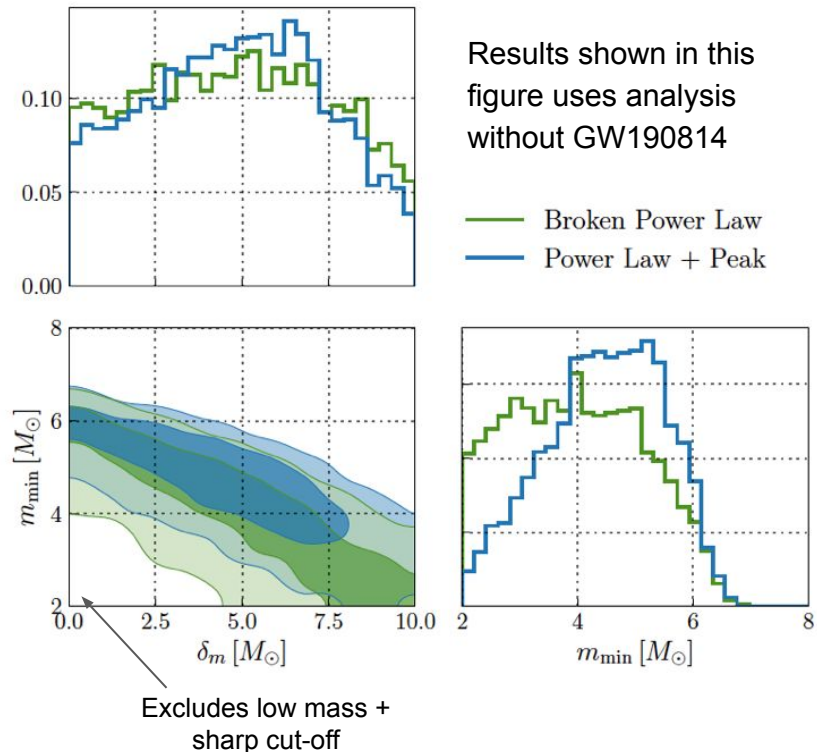 0.10
0.05
0.00
Results shown in this
figure uses analysis
without GW190814
Broken Power Law
Power Law + Peak
8
6
4
2
m_min [M_⊙]
0.0 2.5 5.0 7.5 10.0
δ_m [M_⊙]
2 4 6 8
m_min [M_⊙]
Excludes low mass +
sharp cut-off